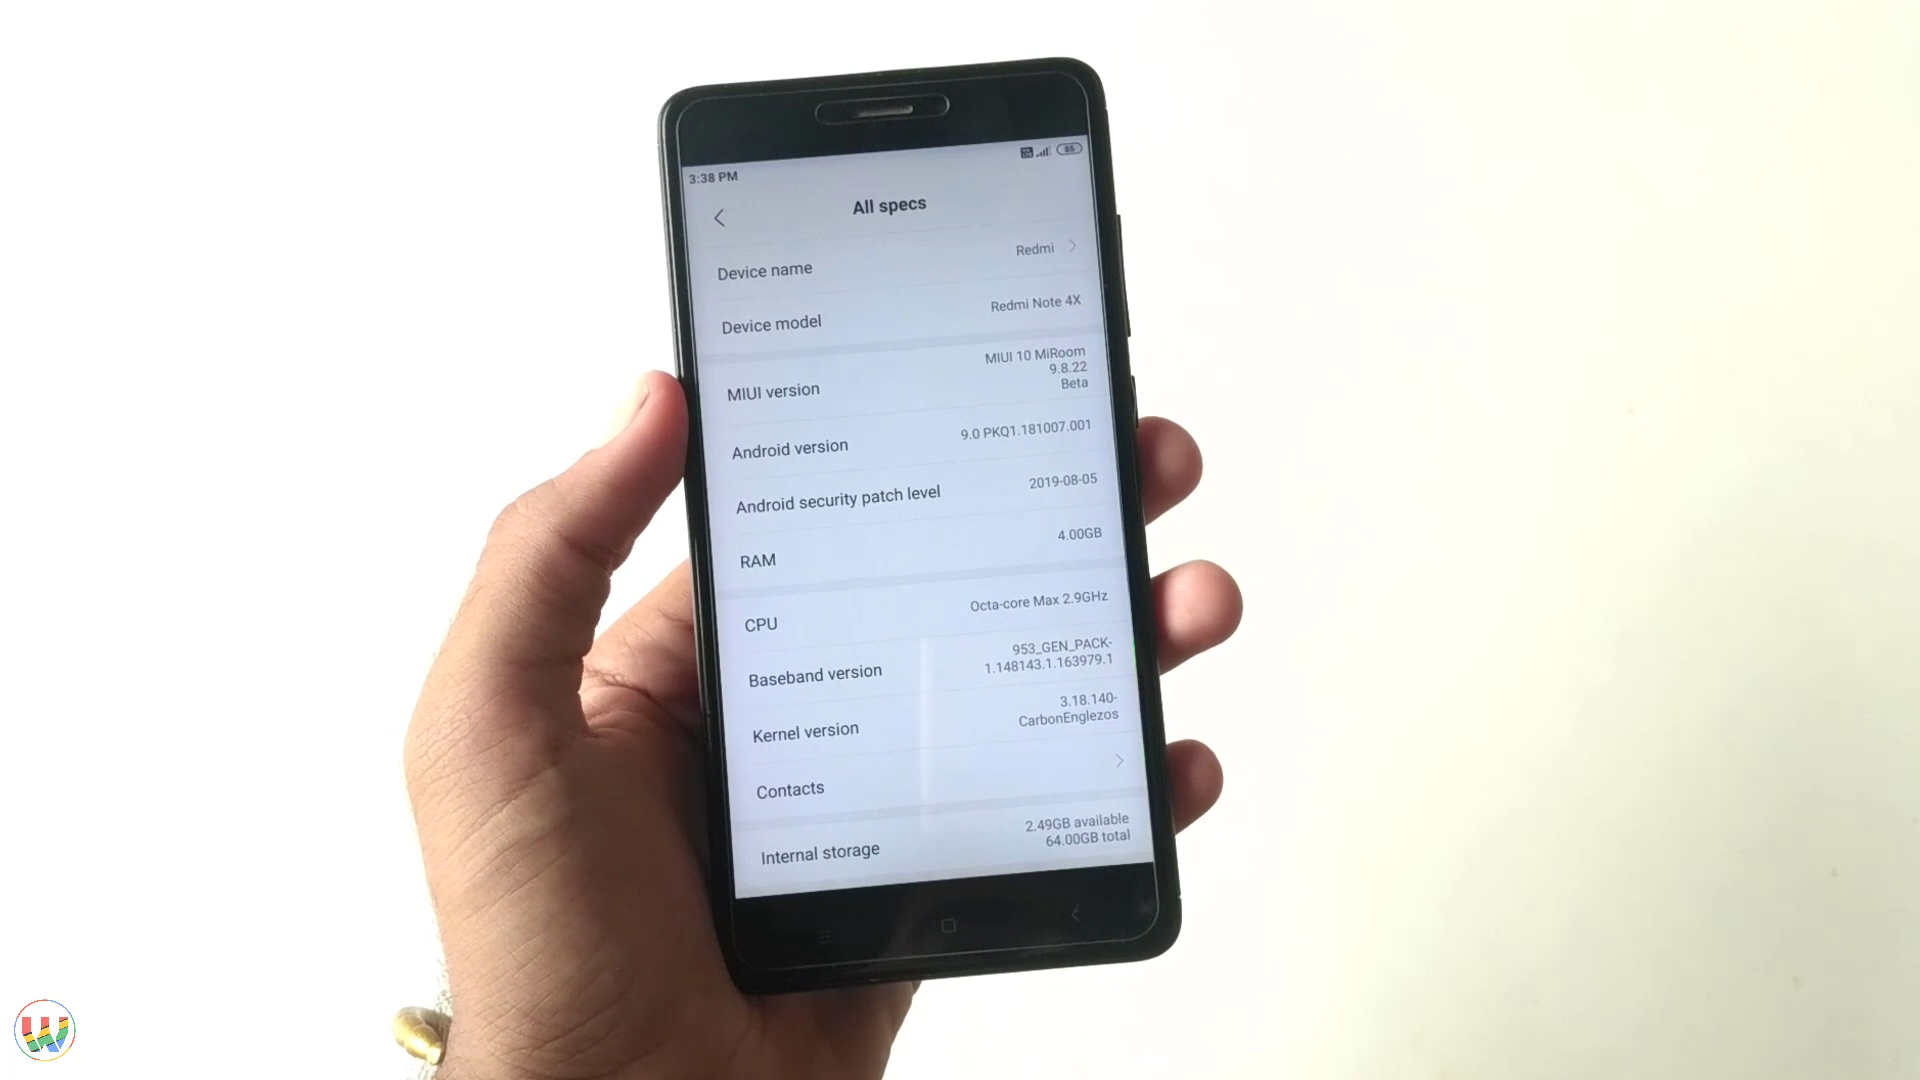 3:38 PM
85
All specs
Device name
Redmi
Device model
Redmi Note 4X
MIUI version
MIUI 10 MiRoom
9.8.22
Beta
Android version
9.0 PKQ1.181007.001
Android security patch level
2019-08-05
RAM
4.00GB
CPU
Octa-core Max 2.9GHz
Baseband version
953_GEN_PACK-
1.148143.1.163979.1
Kernel version
3.18.140-
CarbonEnglezos
Contacts
Internal storage
2.49GB available
64.00GB total
W